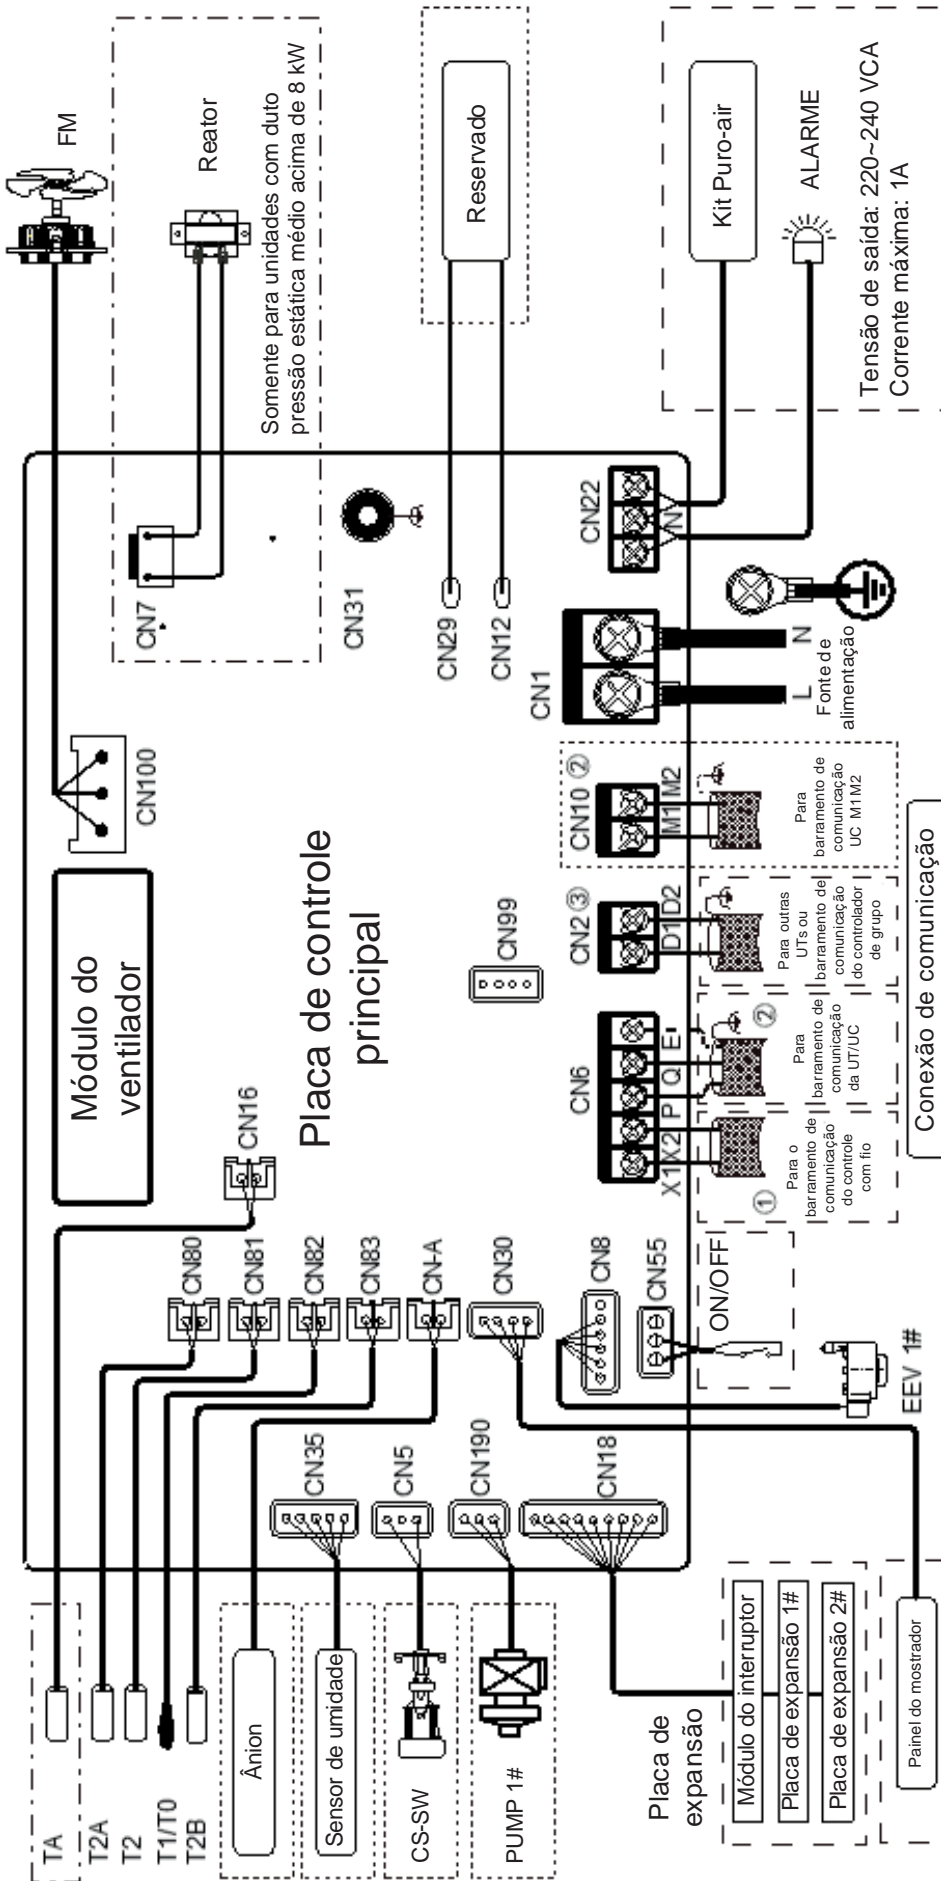 TA
T2A
T2
T1/T0
T2B
Ânion
Sensor de umidade
CS-SW
PUMP 1#
Placa de
expansão
Módulo do interruptor
Placa de expansão 1#
Placa de expansão 2#
Painel do mostrador
CN16
CN80
CN81
CN82
CN83
CN-A
CN30
CN35
CN5
CN190
CN18
CN8
CN55
ON/OFF
EEV 1#
Módulo do
ventilador
Placa de controle
principal
CN100
CN99
CN6
X1 X2 P Q E
CN2 ③
D1 D2
CN10 ②
M1 M2
①
Para o
barramento de
comunicação
do controle
com fio
②
Para
barramento de
comunicação
da UT/UC
Para outras
UTs ou
barramento de
comunicação
do controlador
de grupo
Para
barramento de
comunicação
UC M1M2
Conexão de comunicação
CN7
CN31
CN29
CN12
CN1
L
N
Fonte de
alimentação
CN22
N
FM
Reator
Somente para unidades com duto
pressão estática médio acima de 8 kW
Reservado
Kit Puro-air
ALARME
Tensão de saída: 220~240 VCA
Corrente máxima: 1A